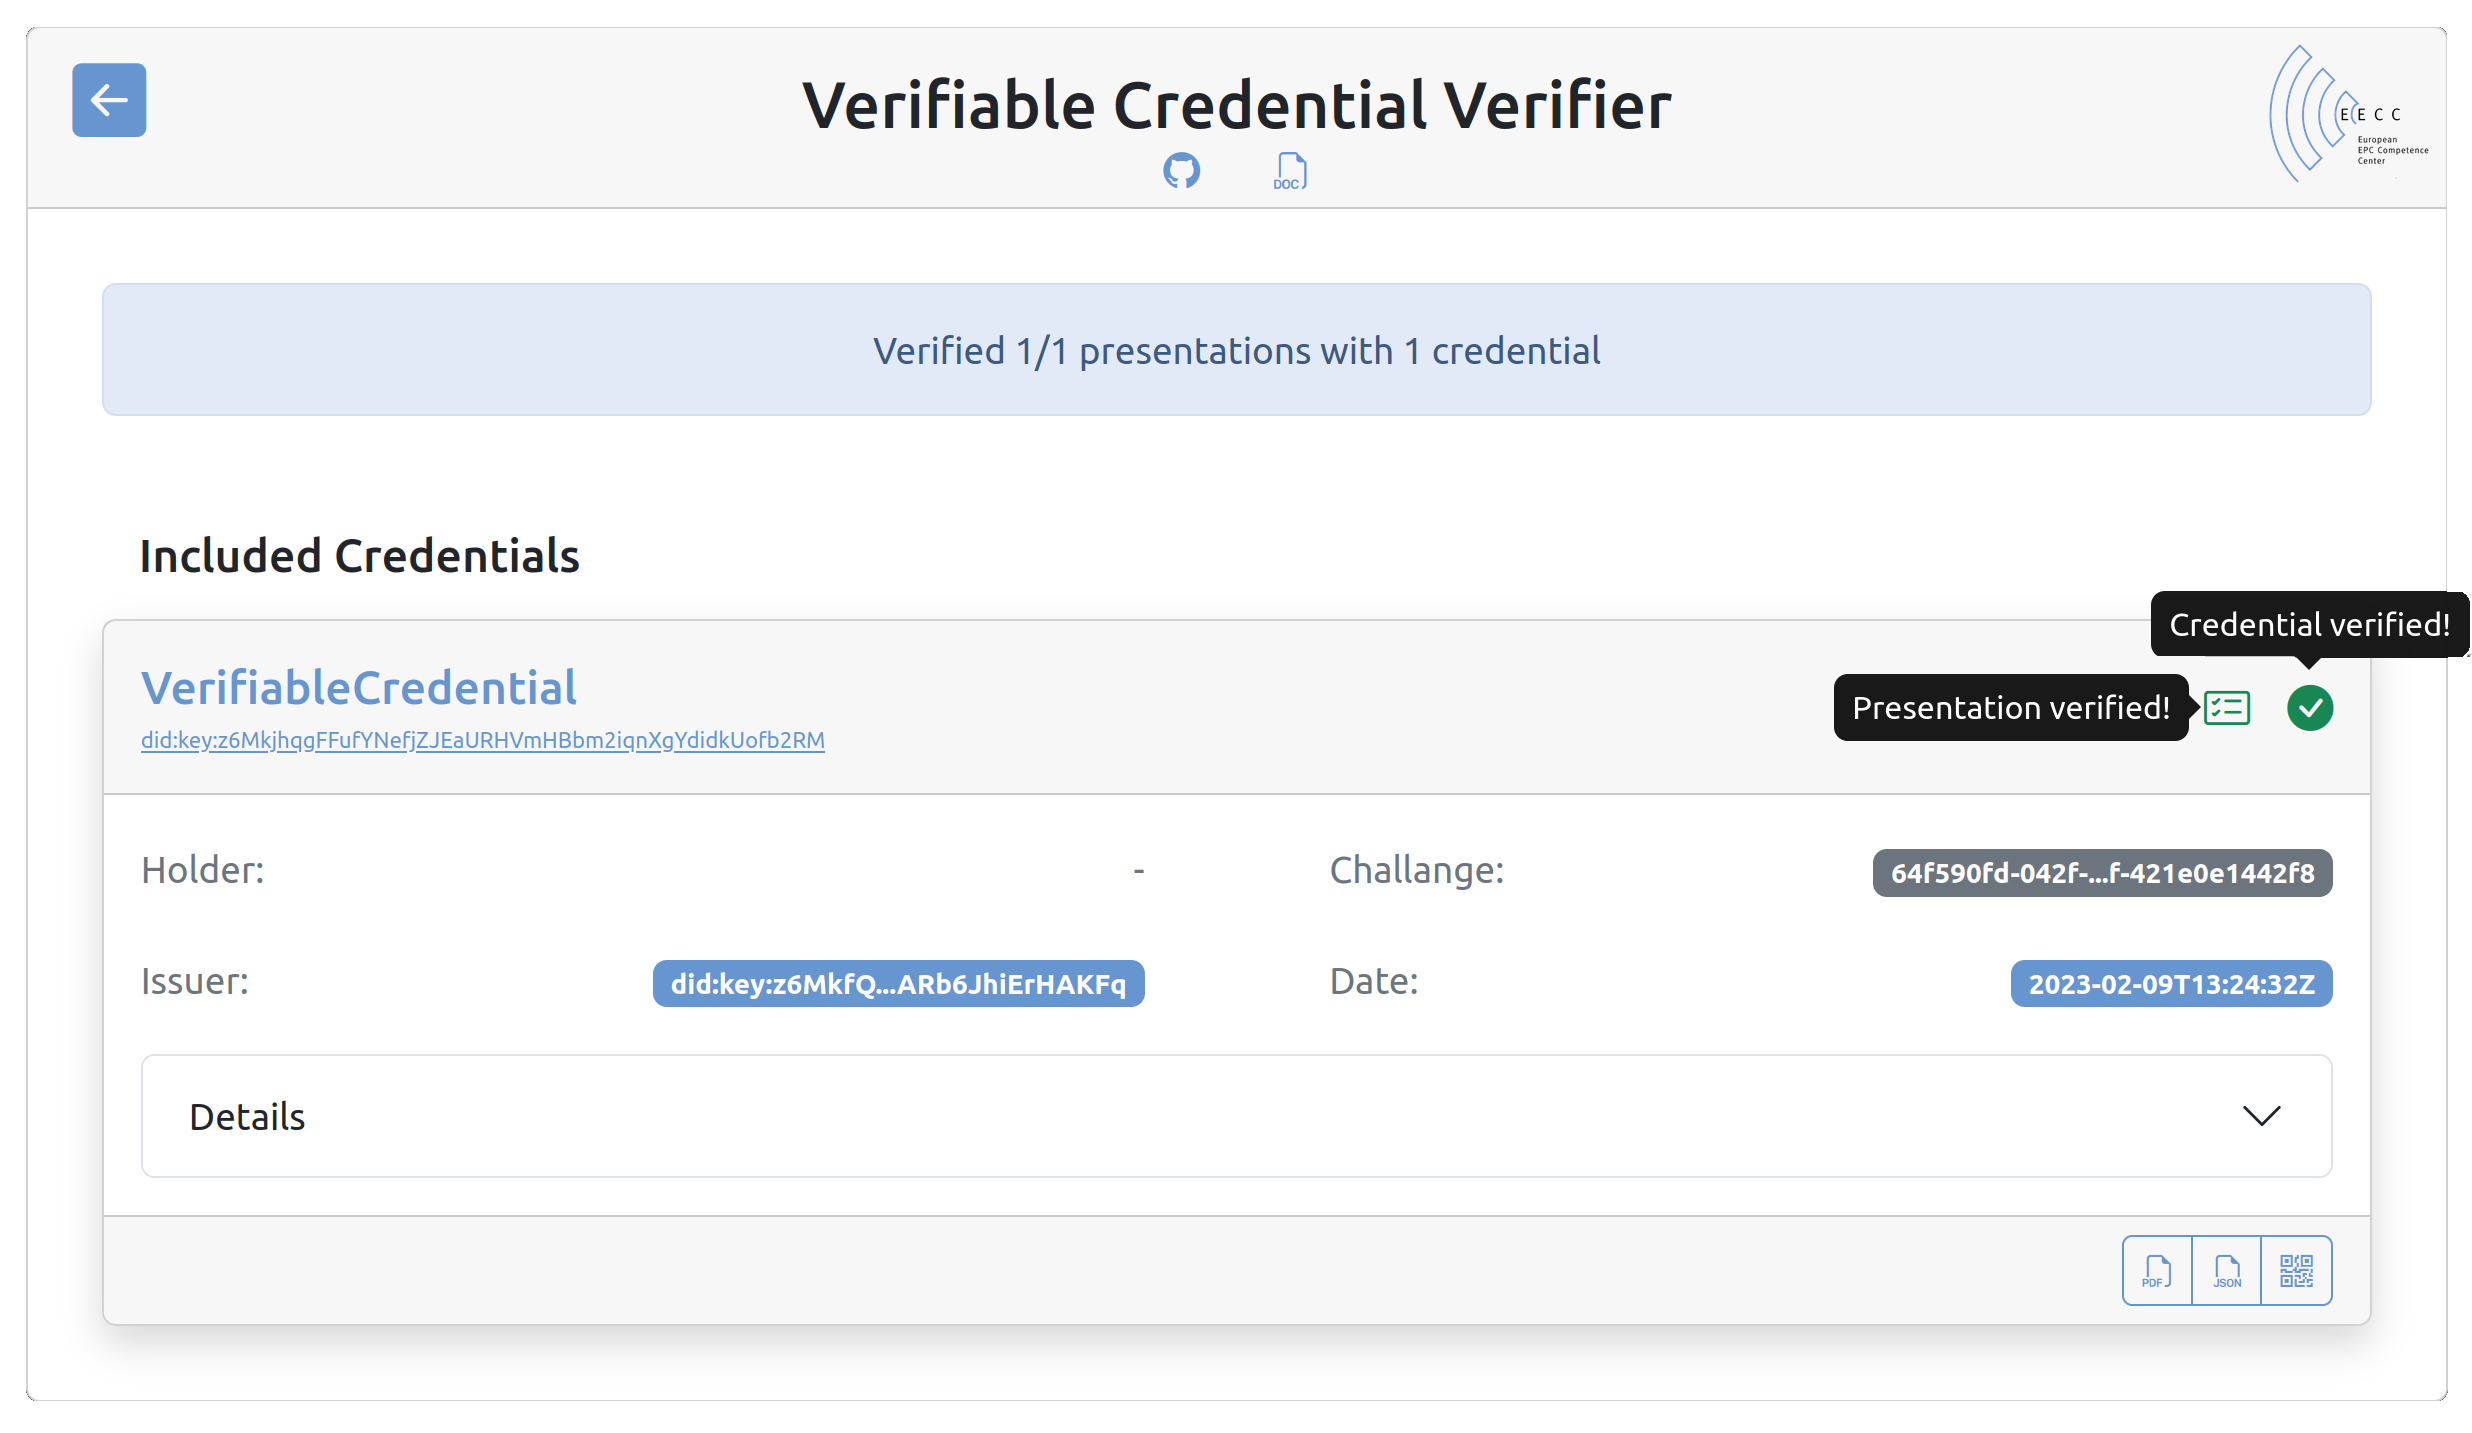 Verifiable Credential Verifier
DOC
EECC
European
EPC Competence
Center
Verified 1/1 presentations with 1 credential
Included Credentials
Credential verified!
VerifiableCredential
Presentation verified!
did:key:z6MkjhqgFFufYNefjZJEaURHVmHBbm2iqnXgYdidkUofb2RM
Holder: -
Challange: 64f590fd-042f-...f-421e0e1442f8
Issuer: did:key:z6MkfQ...ARb6JhiErHAKFq
Date: 2023-02-09T13:24:32Z
Details
PDF JSON